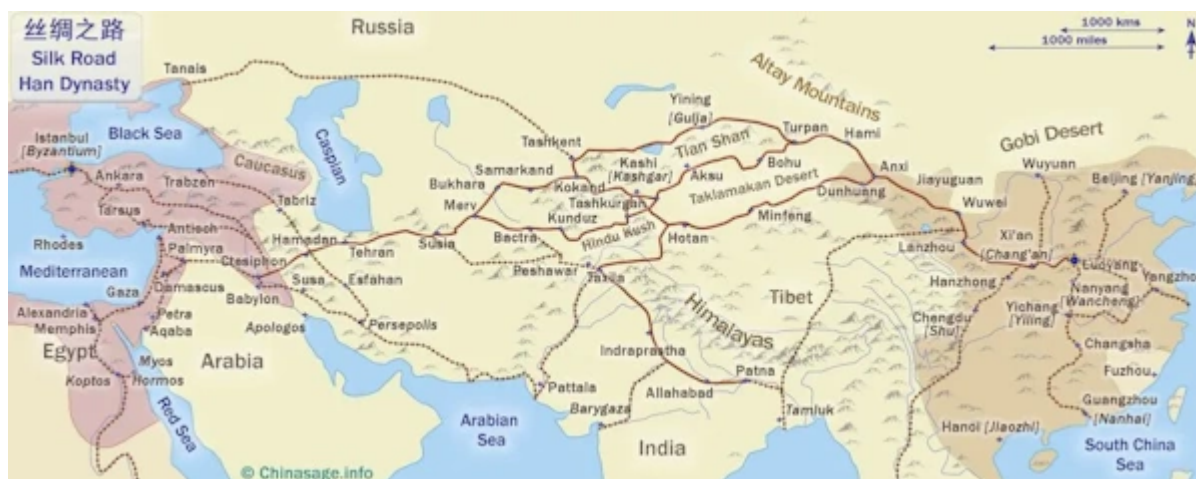 丝绸之路
Silk Road
Han Dynasty
Russia
1000 kms
1000 miles
N
Tanais
Altay Mountains
Yining
[Gulja]
Istanbul
[Byzantium]
Black Sea
Caspian
Tashkent
Tian Shan
Turpan
Hami
Gobi Desert
Caucasus
Ankara
Trabzen
Samarkand
Kashi
[Kashgar]
Aksu
Bohu
Anxi
Wuyuan
Bukhara
Kokand
Taklamakan Desert
Dunhuang
Jiayuguan
Beijing [Yanjing]
Tarsus
Tabriz
Merv
Tashkurgan
Kunduz
Minfeng
Wuwei
Antioch
Rhodes
Palmyra
Hamadan
Tehran
Susia
Bactra
Hindu Kush
Hotan
Lanzhou
Xi'an
(Chang'an)
Luoyang
Mediterranean
Ctesiphon
Susa
Esfahan
Peshawar
Taxila
Tibet
Hanzhong
Nanyang
[Wancheng]
Yangzho
Damascus
Gaza
Babylon
Himalayas
Yichang
[Yiling]
Alexandria
Memphis
Petra
Aqaba
Apologos
Persepolis
Chengdu
[Shu]
Egypt
Arabia
Myos
Hormos
Koptos
Indraprastha
Changsha
Red Sea
Arabian
Sea
Pattala
Barygaza
Allahabad
Patna
Tamluk
Fuzhou
Guangzhou
[Nanhai]
India
Hanoi [Jiaozhi]
South China
Sea
© Chinasage.info